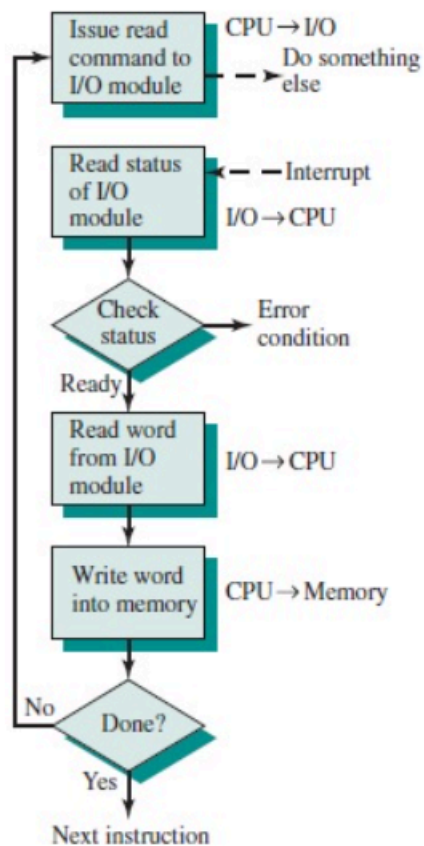 Issue read
command to
I/O module
CPU → I/O
Do something
else
Read status
of I/O
module
Interrupt
I/O → CPU
Check
status
Error
condition
Ready
Read word
from I/O
module
I/O → CPU
Write word
into memory
CPU → Memory
No
Done?
Yes
Next instruction